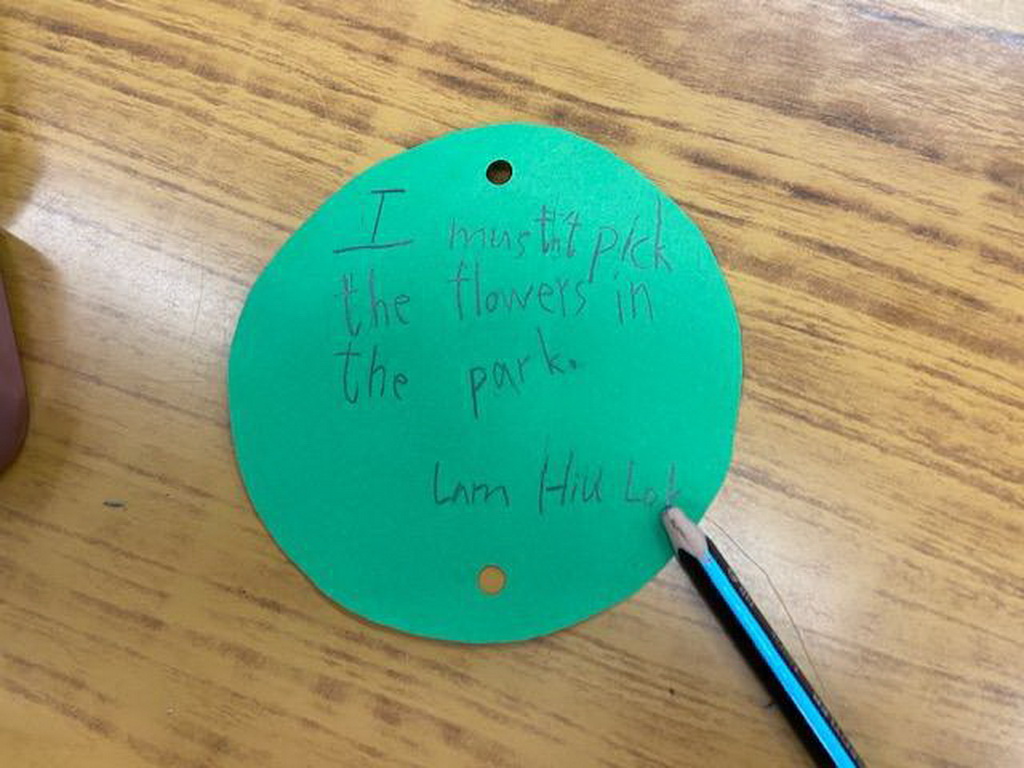 I mustn't pick
the flowers in
the park.
Lam Hiu Lok